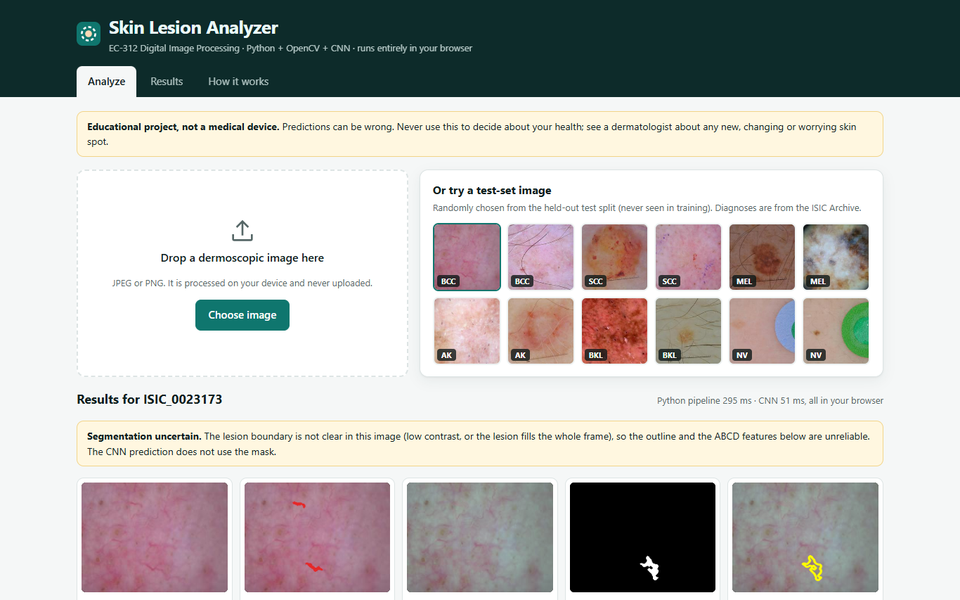 Skin Lesion Analyzer
EC-312 Digital Image Processing · Python + OpenCV + CNN · runs entirely in your browser
Analyze
Results
How it works
Educational project, not a medical device. Predictions can be wrong. Never use this to decide about your health; see a dermatologist about any new, changing or worrying skin
spot.
Drop a dermoscopic image here
JPEG or PNG. It is processed on your device and never uploaded.
Choose image
Or try a test-set image
Randomly chosen from the held-out test split (never seen in training). Diagnoses are from the ISIC Archive.
BCC
BCC
SCC
SCC
MEL
MEL
AK
AK
BKL
BKL
NV
NV
Results for ISIC_0023173
Python pipeline 295 ms · CNN 51 ms, all in your browser
Segmentation uncertain. The lesion boundary is not clear in this image (low contrast, or the lesion fills the whole frame), so the outline and the ABCD features below are unreliable.
The CNN prediction does not use the mask.